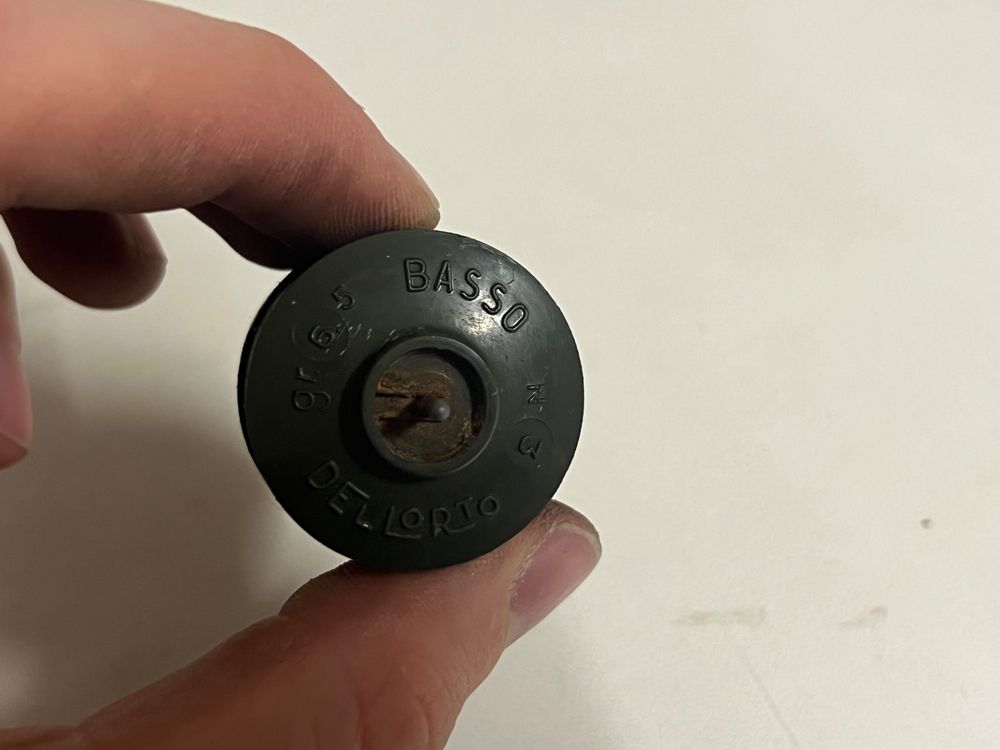 BASSO
gr. 6.5
N 3
DELLORTO